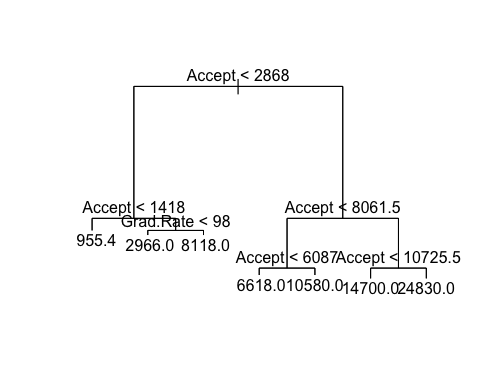 Accept < 2868
Accept < 1418
Accept < 8061.5
Grad.Rate < 98
955.4
2966.0 8118.0
Accept < 6087
Accept < 10725.5
6618.0
10580.0
14700.0
24830.0